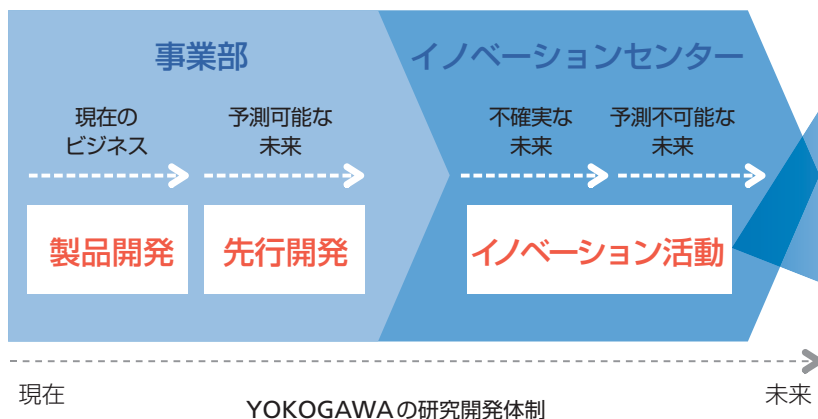 事業部
イノベーションセンター
現在の
ビジネス
予測可能な
未来
不確実な
未来
予測不可能な
未来
製品開発
先行開発
イノベーション活動
現在
未来
YOKOGAWAの研究開発体制